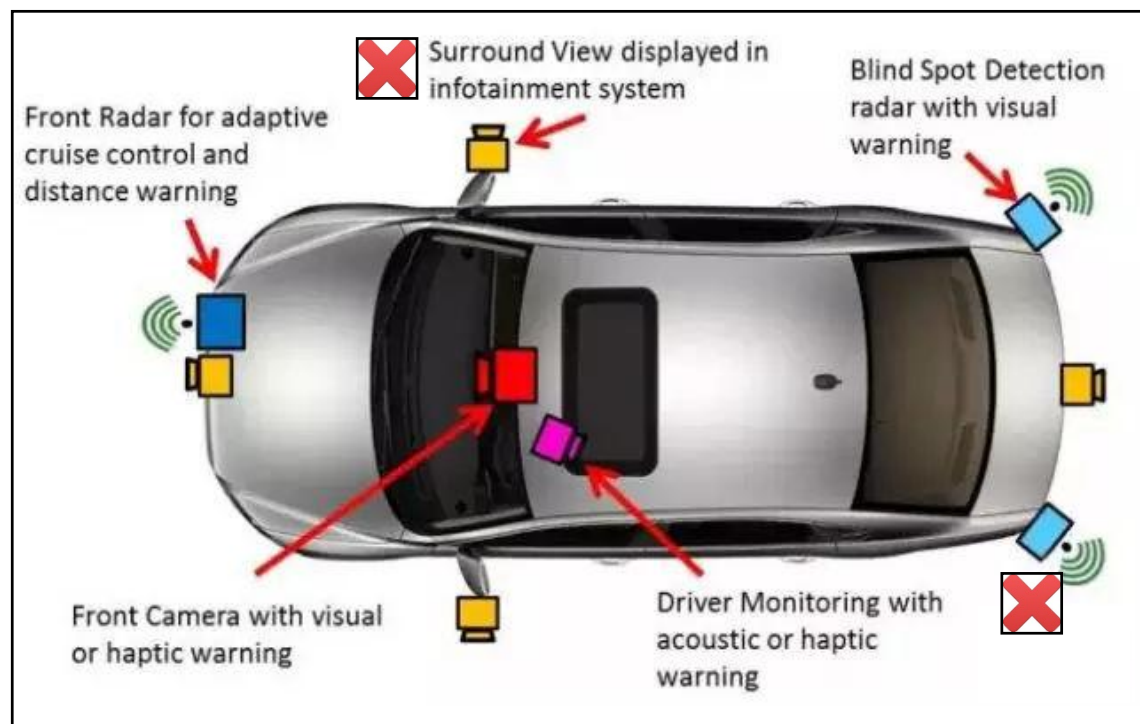 Surround View displayed in
infotainment system
Blind Spot Detection
radar with visual
warning
Front Radar for adaptive
cruise control and
distance warning
Front Camera with visual
or haptic warning
Driver Monitoring with
acoustic or haptic
warning